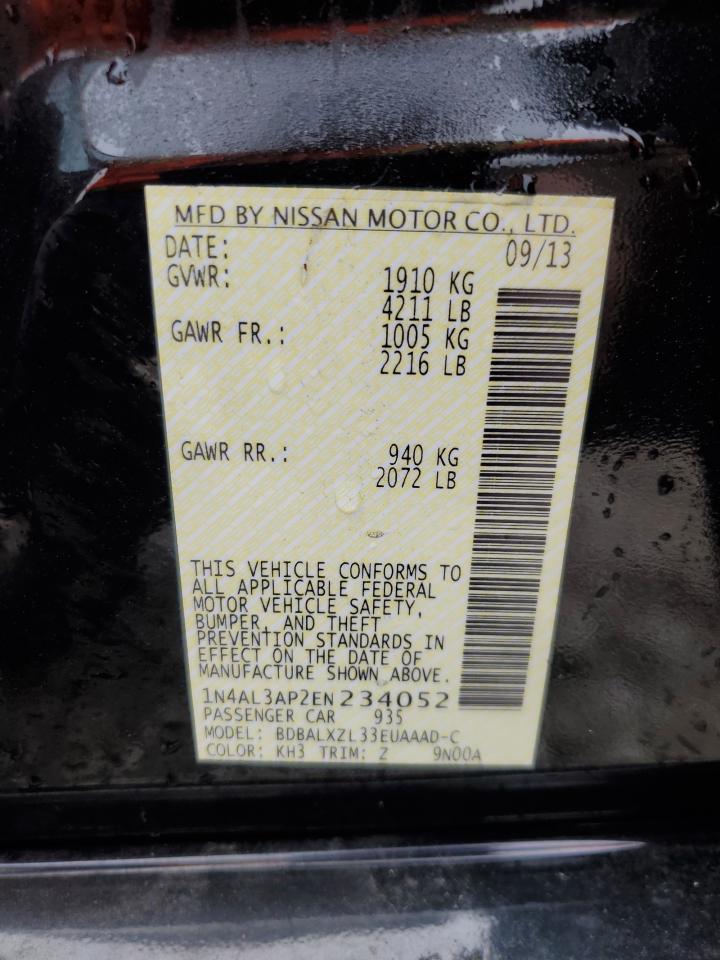 MFD BY NISSAN MOTOR CO., LTD.
DATE: 09/13
GVWR: 1910 KG
4211 LB
GAWR FR.: 1005 KG
2216 LB
GAWR RR.: 940 KG
2072 LB
THIS VEHICLE CONFORMS TO
ALL APPLICABLE FEDERAL
MOTOR VEHICLE SAFETY,
BUMPER, AND THEFT
PREVENTION STANDARDS IN
EFFECT ON THE DATE OF
MANUFACTURE SHOWN ABOVE.
1N4AL3AP2EN234052
PASSENGER CAR 935
MODEL: BDBALXZL33EUAAAD-C
COLOR: KH3 TRIM: Z 9N00A